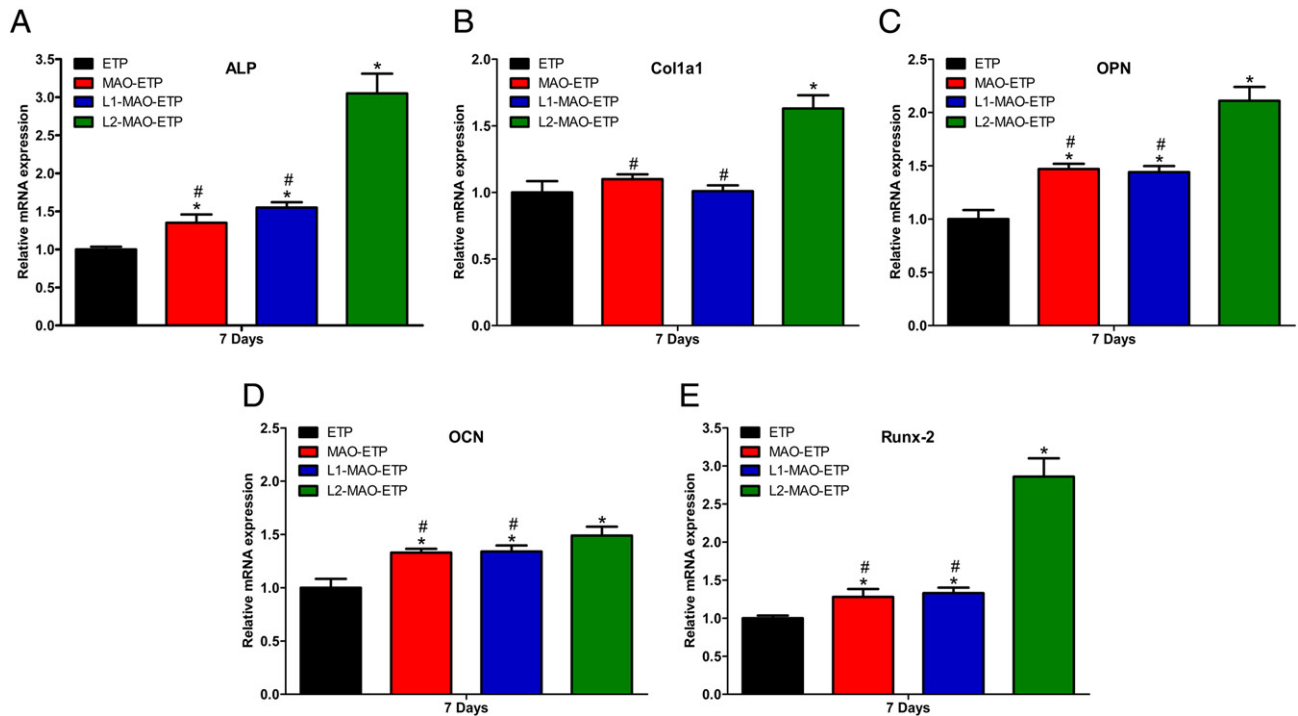 A
ALP
ETP
MAO-ETP
L1-MAO-ETP
L2-MAO-ETP
Relative mRNA expression
3.5
3.0
2.5
2.0
1.5
1.0
0.5
0.0
#
*
#
*
*
7 Days
B
Col1a1
ETP
MAO-ETP
L1-MAO-ETP
L2-MAO-ETP
Relative mRNA expression
2.0
1.5
1.0
0.5
0.0
#
#
*
7 Days
C
OPN
ETP
MAO-ETP
L1-MAO-ETP
L2-MAO-ETP
Relative mRNA expression
2.5
2.0
1.5
1.0
0.5
0.0
#
*
#
*
*
7 Days
D
OCN
ETP
MAO-ETP
L1-MAO-ETP
L2-MAO-ETP
Relative mRNA expression
2.5
2.0
1.5
1.0
0.5
0.0
#
*
#
*
*
7 Days
E
Runx-2
ETP
MAO-ETP
L1-MAO-ETP
L2-MAO-ETP
Relative mRNA expression
3.5
3.0
2.5
2.0
1.5
1.0
0.5
0.0
#
*
#
*
*
7 Days